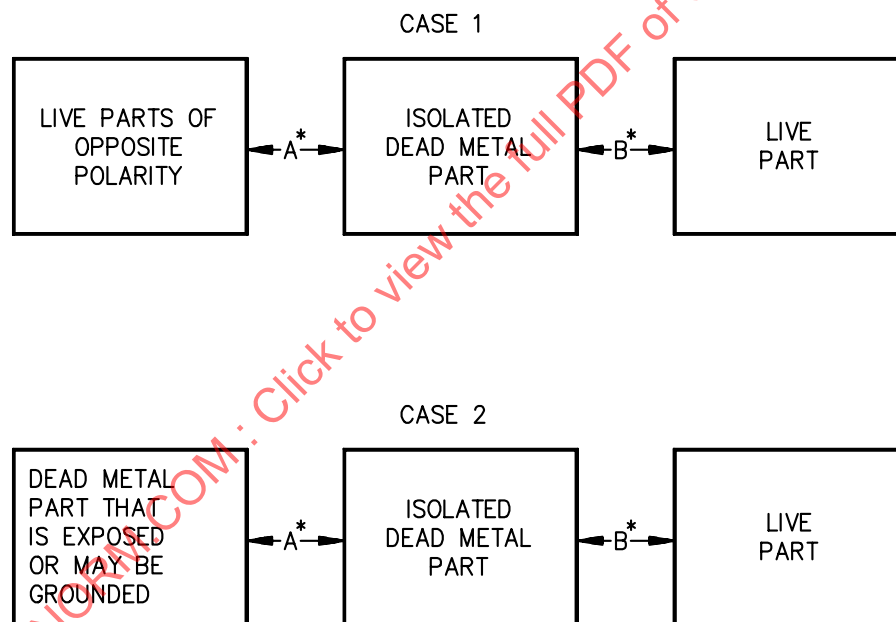 CASE 1
LIVE PARTS OF
OPPOSITE
POLARITY
A*
ISOLATED
DEAD METAL
PART
B*
LIVE
PART
CASE 2
DEAD METAL
PART THAT
IS EXPOSED
OR MAY BE
GROUNDED
A*
ISOLATED
DEAD METAL
PART
B*
LIVE
PART
NORM.COM : Click to view the full PDF of